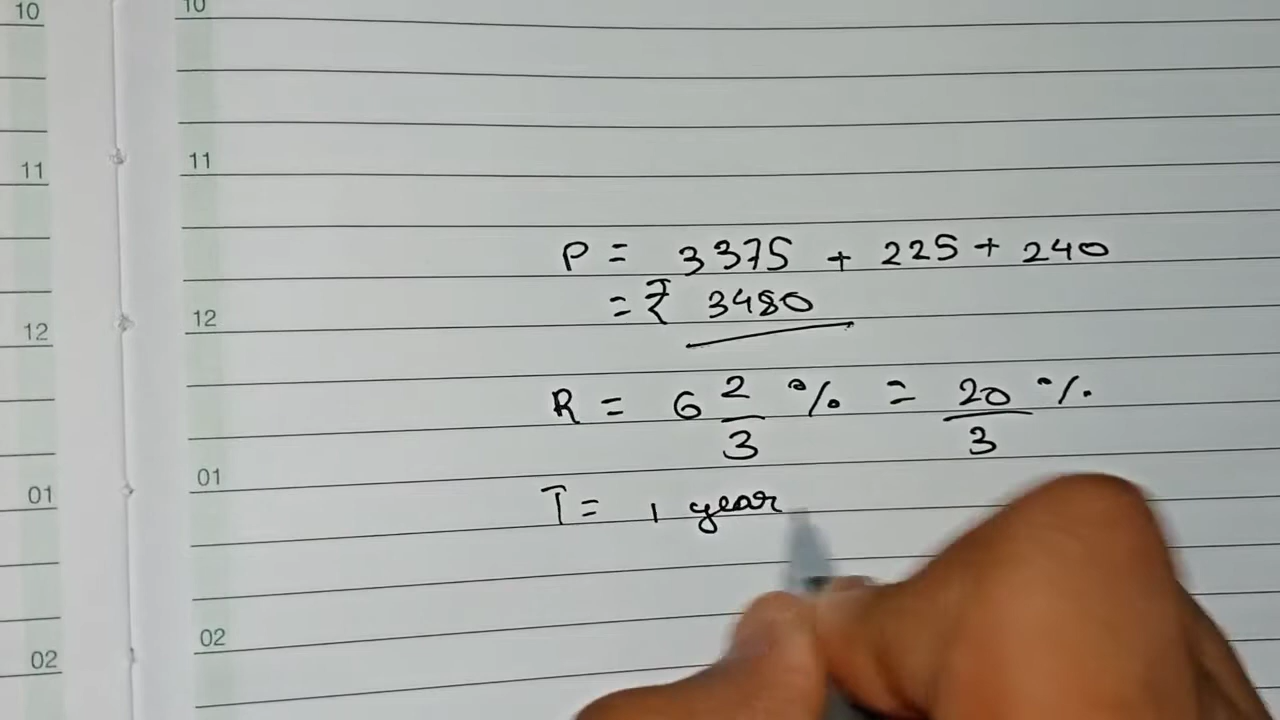 10
10
11
11
P = 3375 + 225 + 240
= ₹ 3480
12
12
R = 6 2/3 % = 20/3 %
01
01
T = 1 year
02
02